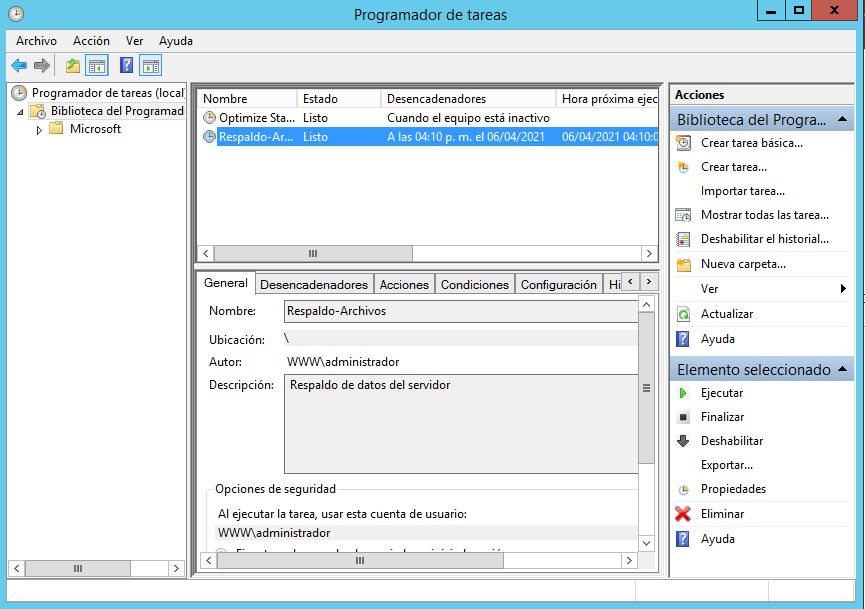 Programador de tareas
Archivo Acción Ver Ayuda
Programador de tareas (local
Biblioteca del Programad
Microsoft
Nombre Estado Desencadenadores Hora próxima ejec
Optimize Sta... Listo Cuando el equipo está inactivo
Respaldo-Ar... Listo A las 04:10 p. m. el 06/04/2021 06/04/2021 04:10:0
General Desencadenadores Acciones Condiciones Configuración Hi
Nombre: Respaldo-Archivos
Ubicación: \
Autor: WWW\administrador
Descripción: Respaldo de datos del servidor
Opciones de seguridad
Al ejecutar la tarea, usar esta cuenta de usuario:
WWW\administrador
Acciones
Biblioteca del Progra...
Crear tarea básica...
Crear tarea...
Importar tarea...
Mostrar todas las tarea...
Deshabilitar el historial...
Nueva carpeta...
Ver
Actualizar
Ayuda
Elemento seleccionado
Ejecutar
Finalizar
Deshabilitar
Exportar...
Propiedades
Eliminar
Ayuda